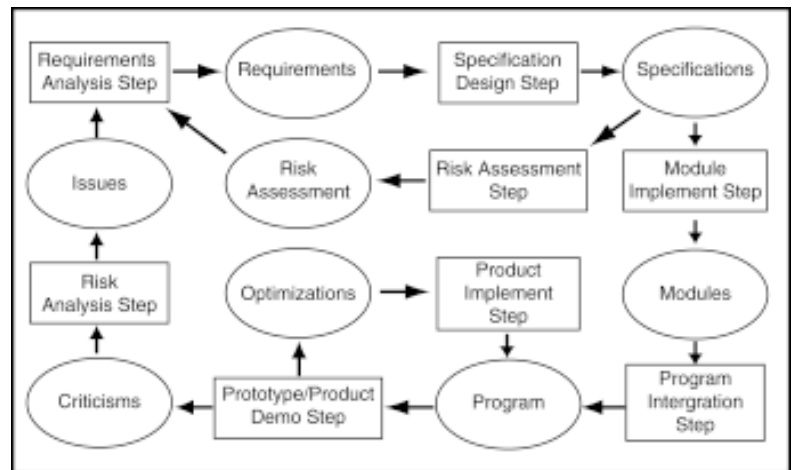 Requirements
Analysis Step
Requirements
Specification
Design Step
Specifications
Issues
Risk
Assessment
Risk Assessment
Step
Module
Implement Step
Risk
Analysis Step
Optimizations
Product
Implement
Step
Modules
Criticisms
Prototype/Product
Demo Step
Program
Program
Intergration
Step